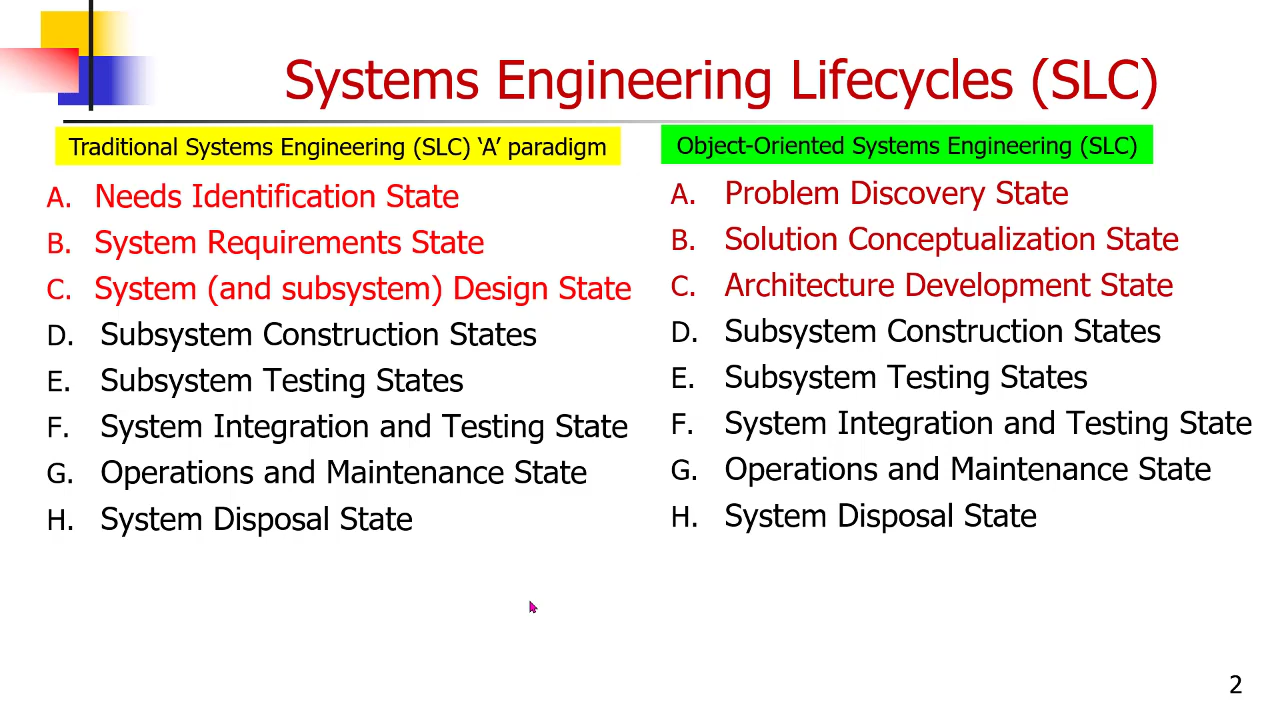 Systems Engineering Lifecycles (SLC)
Traditional Systems Engineering (SLC) ‘A’ paradigm
A. Needs Identification State
B. System Requirements State
C. System (and subsystem) Design State
D. Subsystem Construction States
E. Subsystem Testing States
F. System Integration and Testing State
G. Operations and Maintenance State
H. System Disposal State
Object-Oriented Systems Engineering (SLC)
A. Problem Discovery State
B. Solution Conceptualization State
C. Architecture Development State
D. Subsystem Construction States
E. Subsystem Testing States
F. System Integration and Testing State
G. Operations and Maintenance State
H. System Disposal State
2